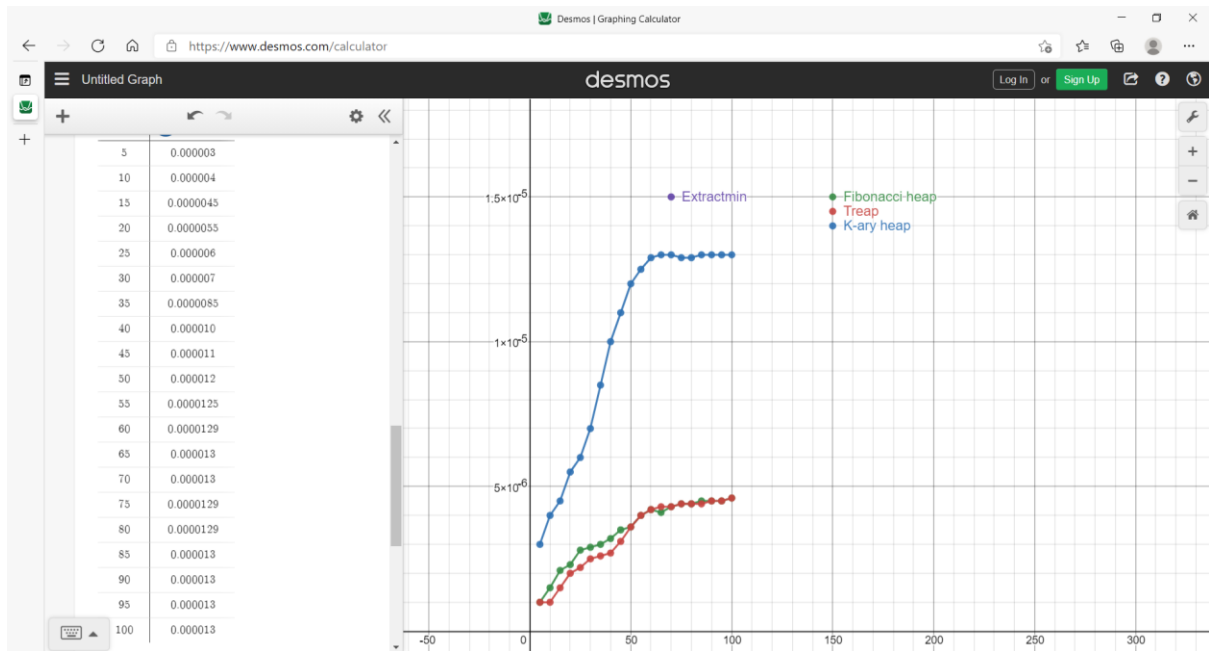 Desmos | Graphing Calculator
https://www.desmos.com/calculator
Untitled Graph
desmos
Log In or Sign Up
5 0.000003
10 0.000004
15 0.0000045
20 0.0000055
25 0.000006
30 0.000007
35 0.0000085
40 0.000010
45 0.000011
50 0.000012
55 0.0000125
60 0.0000129
65 0.000013
70 0.000013
75 0.0000129
80 0.0000129
85 0.000013
90 0.000013
95 0.000013
100 0.000013
1.5×10⁻⁵
Extractmin
Fibonacci heap
Treap
K-ary heap
1×10⁻⁵
5×10⁻⁶
-50 0 50 100 150 200 250 300